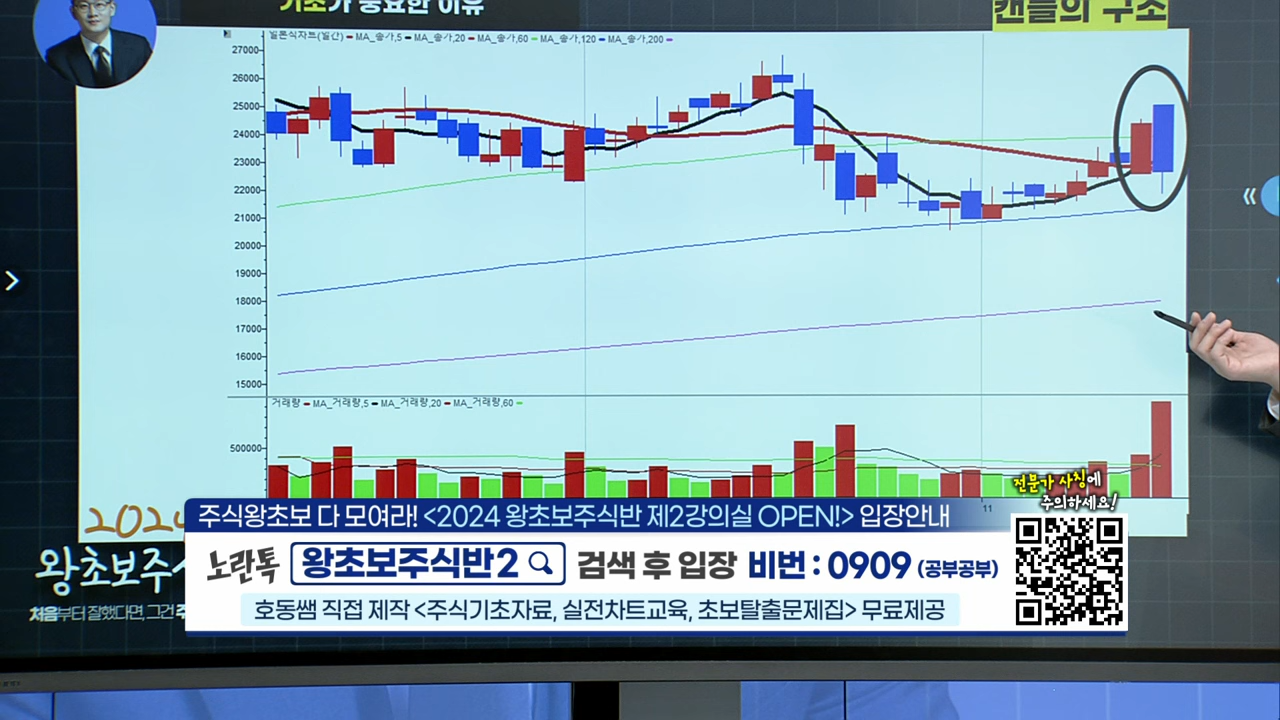 기초가 중요한 이유
캔들의 구조
일본식차트(일간) MA_종가,5 MA_종가,20 MA_종가,60 MA_종가,120 MA_종가,200
27000
26000
25000
24000
23000
22000
21000
20000
19000
18000
17000
16000
15000
거래량 MA_거래량,5 MA_거래량,20 MA_거래량,60
500000
11
2024
왕초보주식
처음부터 잘했다면, 그건
전문가 사칭에
주의하세요!
주식왕초보 다 모여라! <2024 왕초보주식반 제2강의실 OPEN!> 입장안내
노란톡 왕초보주식반2 검색 후 입장 비번 : 0909 (공부공부)
호동쌤 직접 제작 <주식기초자료, 실전차트교육, 초보탈출문제집> 무료제공